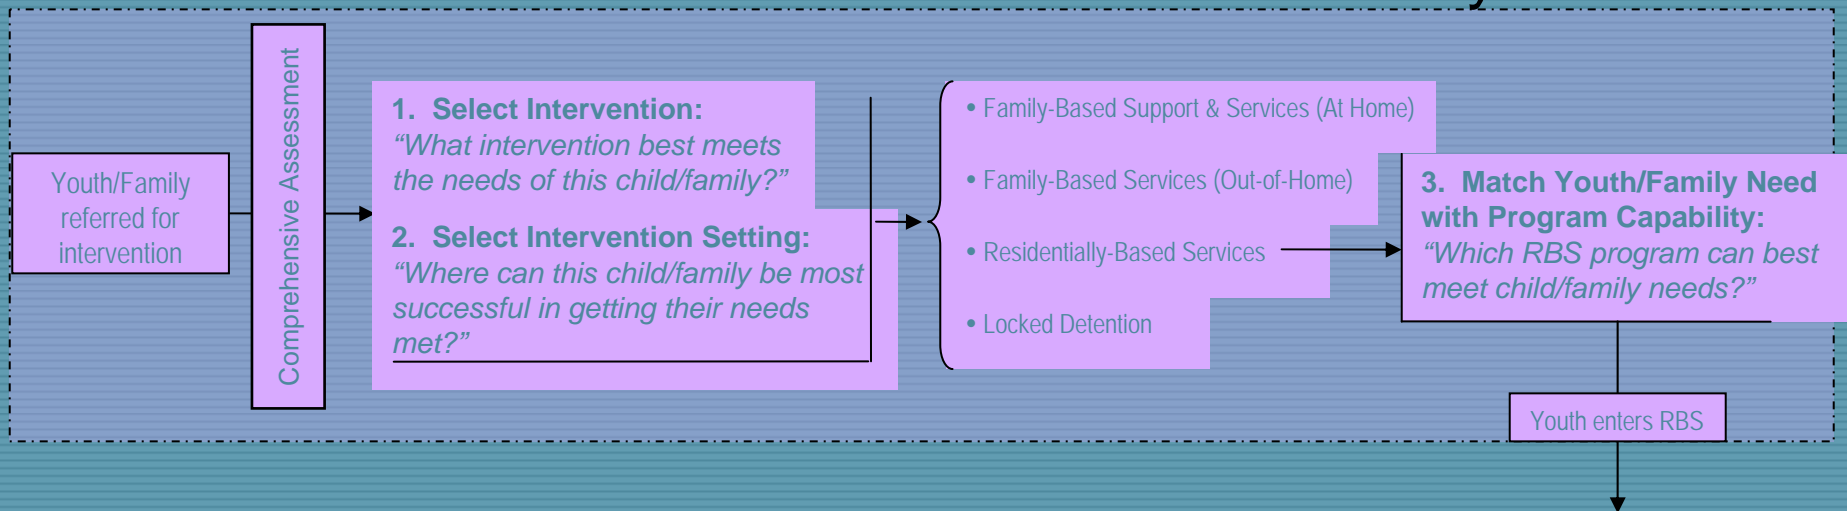 Youth/Family
referred for
intervention
Comprehensive Assessment
1. Select Intervention:
“What intervention best meets
the needs of this child/family?”
2. Select Intervention Setting:
“Where can this child/family be most
successful in getting their needs
met?”
• Family-Based Support & Services (At Home)
• Family-Based Services (Out-of-Home)
• Residentially-Based Services
• Locked Detention
3. Match Youth/Family Need
with Program Capability:
“Which RBS program can best
meet child/family needs?”
Youth enters RBS